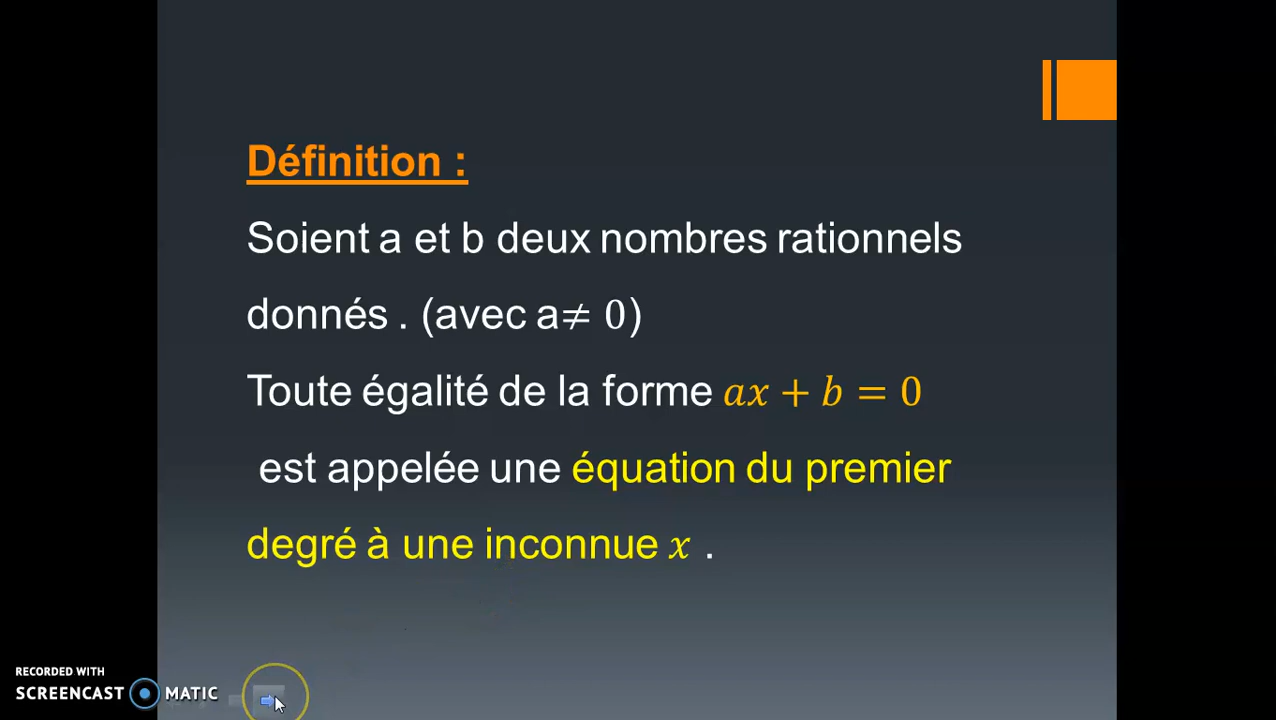 Définition :
Soient a et b deux nombres rationnels
donnés . (avec a≠ 0)
Toute égalité de la forme ax + b = 0
est appelée une équation du premier
degré à une inconnue x .
RECORDED WITH
SCREENCAST MATIC